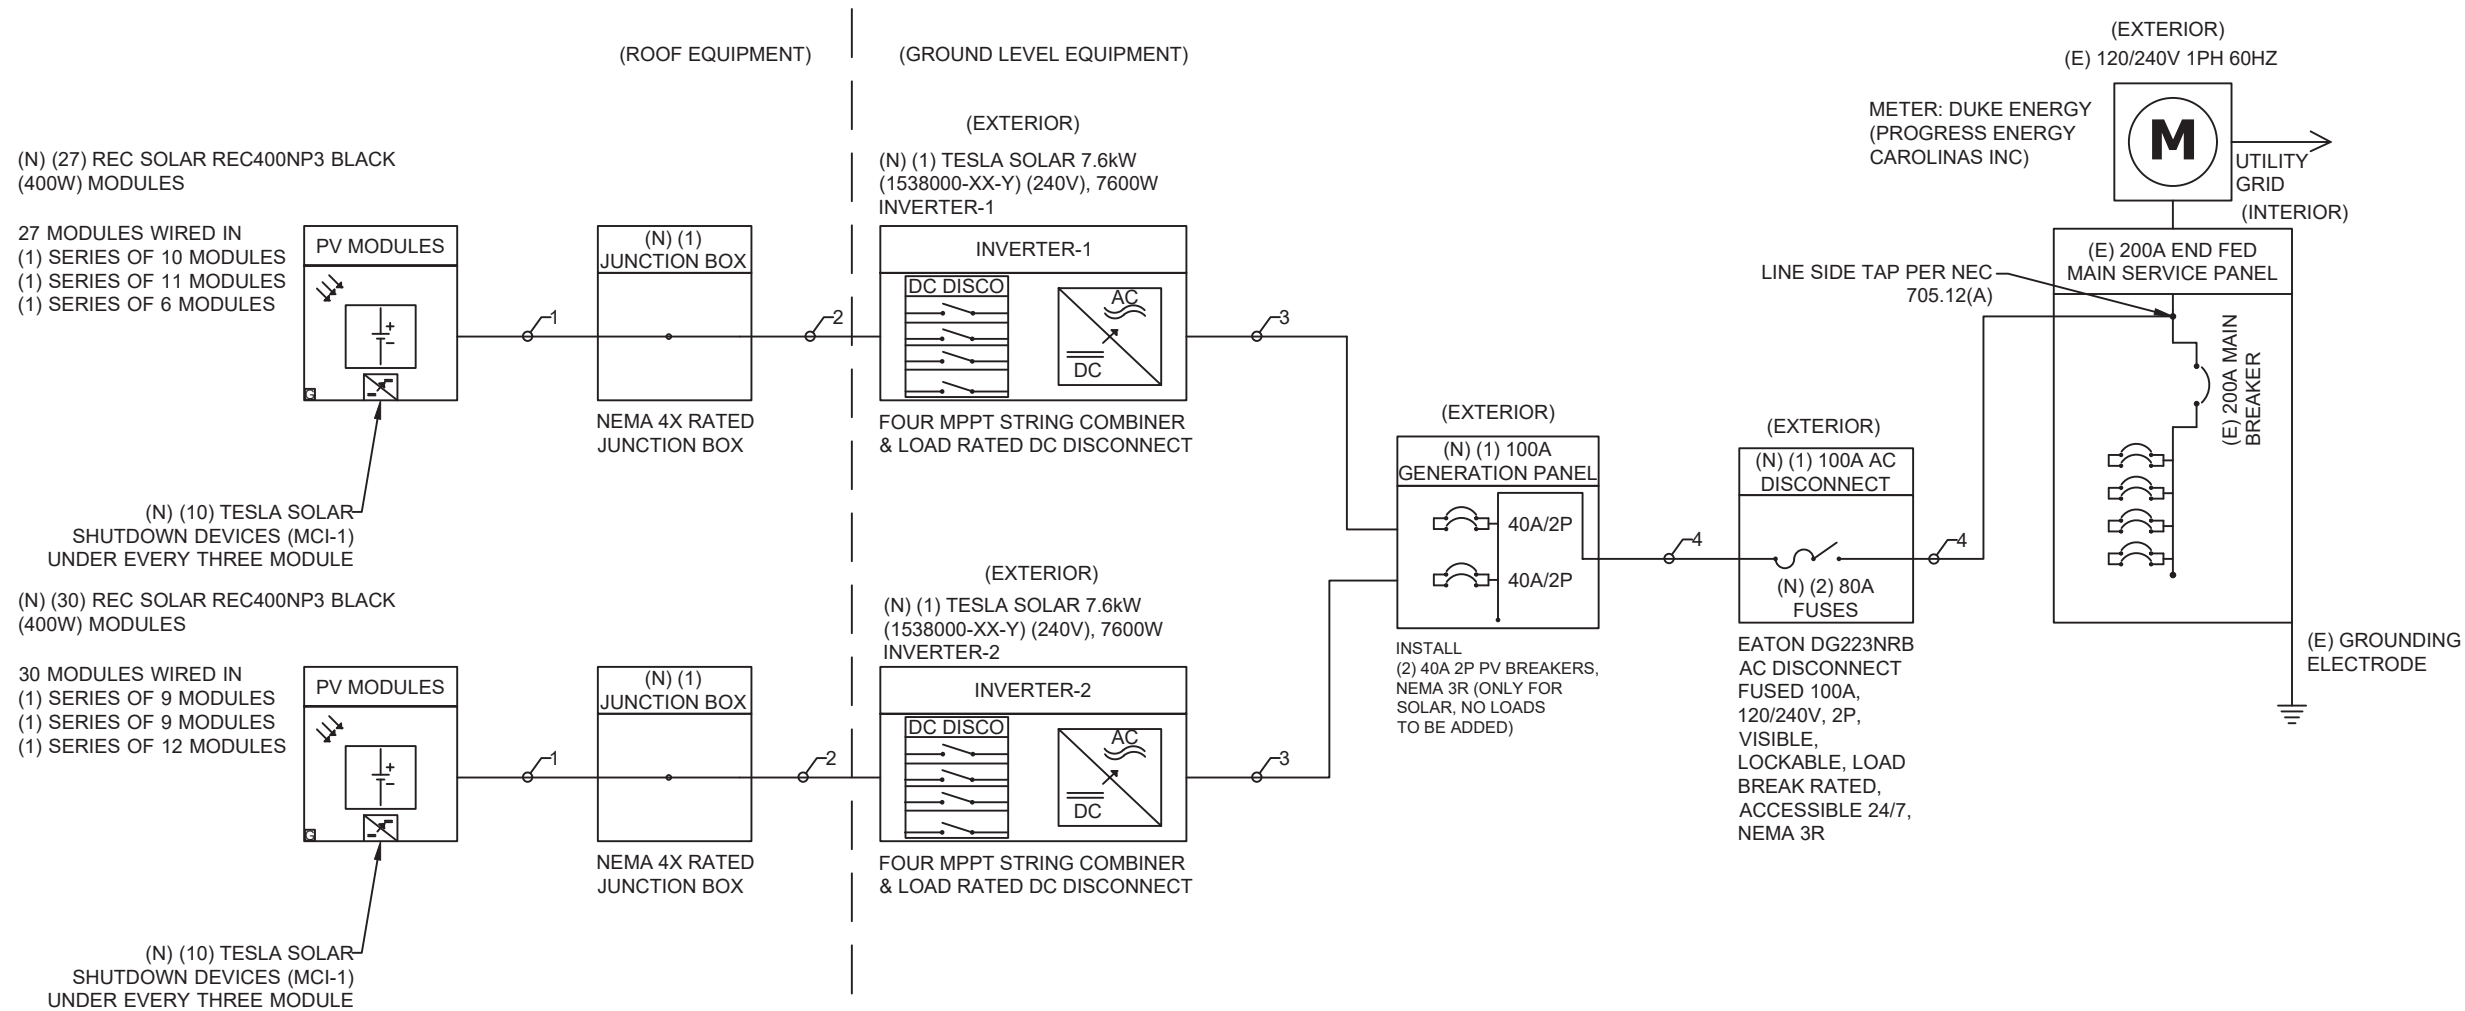 (ROOF EQUIPMENT)
(GROUND LEVEL EQUIPMENT)
(EXTERIOR)
(E) 120/240V 1PH 60HZ
METER: DUKE ENERGY
(PROGRESS ENERGY
CAROLINAS INC)
M
UTILITY
GRID
(INTERIOR)
(N) (27) REC SOLAR REC400NP3 BLACK
(400W) MODULES
27 MODULES WIRED IN
(1) SERIES OF 10 MODULES
(1) SERIES OF 11 MODULES
(1) SERIES OF 6 MODULES
PV MODULES
+
-
G
(N) (10) TESLA SOLAR
SHUTDOWN DEVICES (MCI-1)
UNDER EVERY THREE MODULE
1
(N) (1)
JUNCTION BOX
NEMA 4X RATED
JUNCTION BOX
2
(EXTERIOR)
(N) (1) TESLA SOLAR 7.6kW
(1538000-XX-Y) (240V), 7600W
INVERTER-1
INVERTER-1
DC DISCO
AC
DC
FOUR MPPT STRING COMBINER
& LOAD RATED DC DISCONNECT
3
(N) (30) REC SOLAR REC400NP3 BLACK
(400W) MODULES
30 MODULES WIRED IN
(1) SERIES OF 9 MODULES
(1) SERIES OF 9 MODULES
(1) SERIES OF 12 MODULES
PV MODULES
+
-
G
(N) (10) TESLA SOLAR
SHUTDOWN DEVICES (MCI-1)
UNDER EVERY THREE MODULE
1
(N) (1)
JUNCTION BOX
NEMA 4X RATED
JUNCTION BOX
2
(EXTERIOR)
(N) (1) TESLA SOLAR 7.6kW
(1538000-XX-Y) (240V), 7600W
INVERTER-2
INVERTER-2
DC DISCO
AC
DC
FOUR MPPT STRING COMBINER
& LOAD RATED DC DISCONNECT
3
(EXTERIOR)
(N) (1) 100A
GENERATION PANEL
40A/2P
40A/2P
INSTALL
(2) 40A 2P PV BREAKERS,
NEMA 3R (ONLY FOR
SOLAR, NO LOADS
TO BE ADDED)
4
(EXTERIOR)
(N) (1) 100A AC
DISCONNECT
(N) (2) 80A
FUSES
EATON DG223NRB
AC DISCONNECT
FUSED 100A,
120/240V, 2P,
VISIBLE,
LOCKABLE, LOAD
BREAK RATED,
ACCESSIBLE 24/7,
NEMA 3R
4
(E) 200A END FED
MAIN SERVICE PANEL
LINE SIDE TAP PER NEC
705.12(A)
(E) 200A MAIN
BREAKER
(E) GROUNDING
ELECTRODE